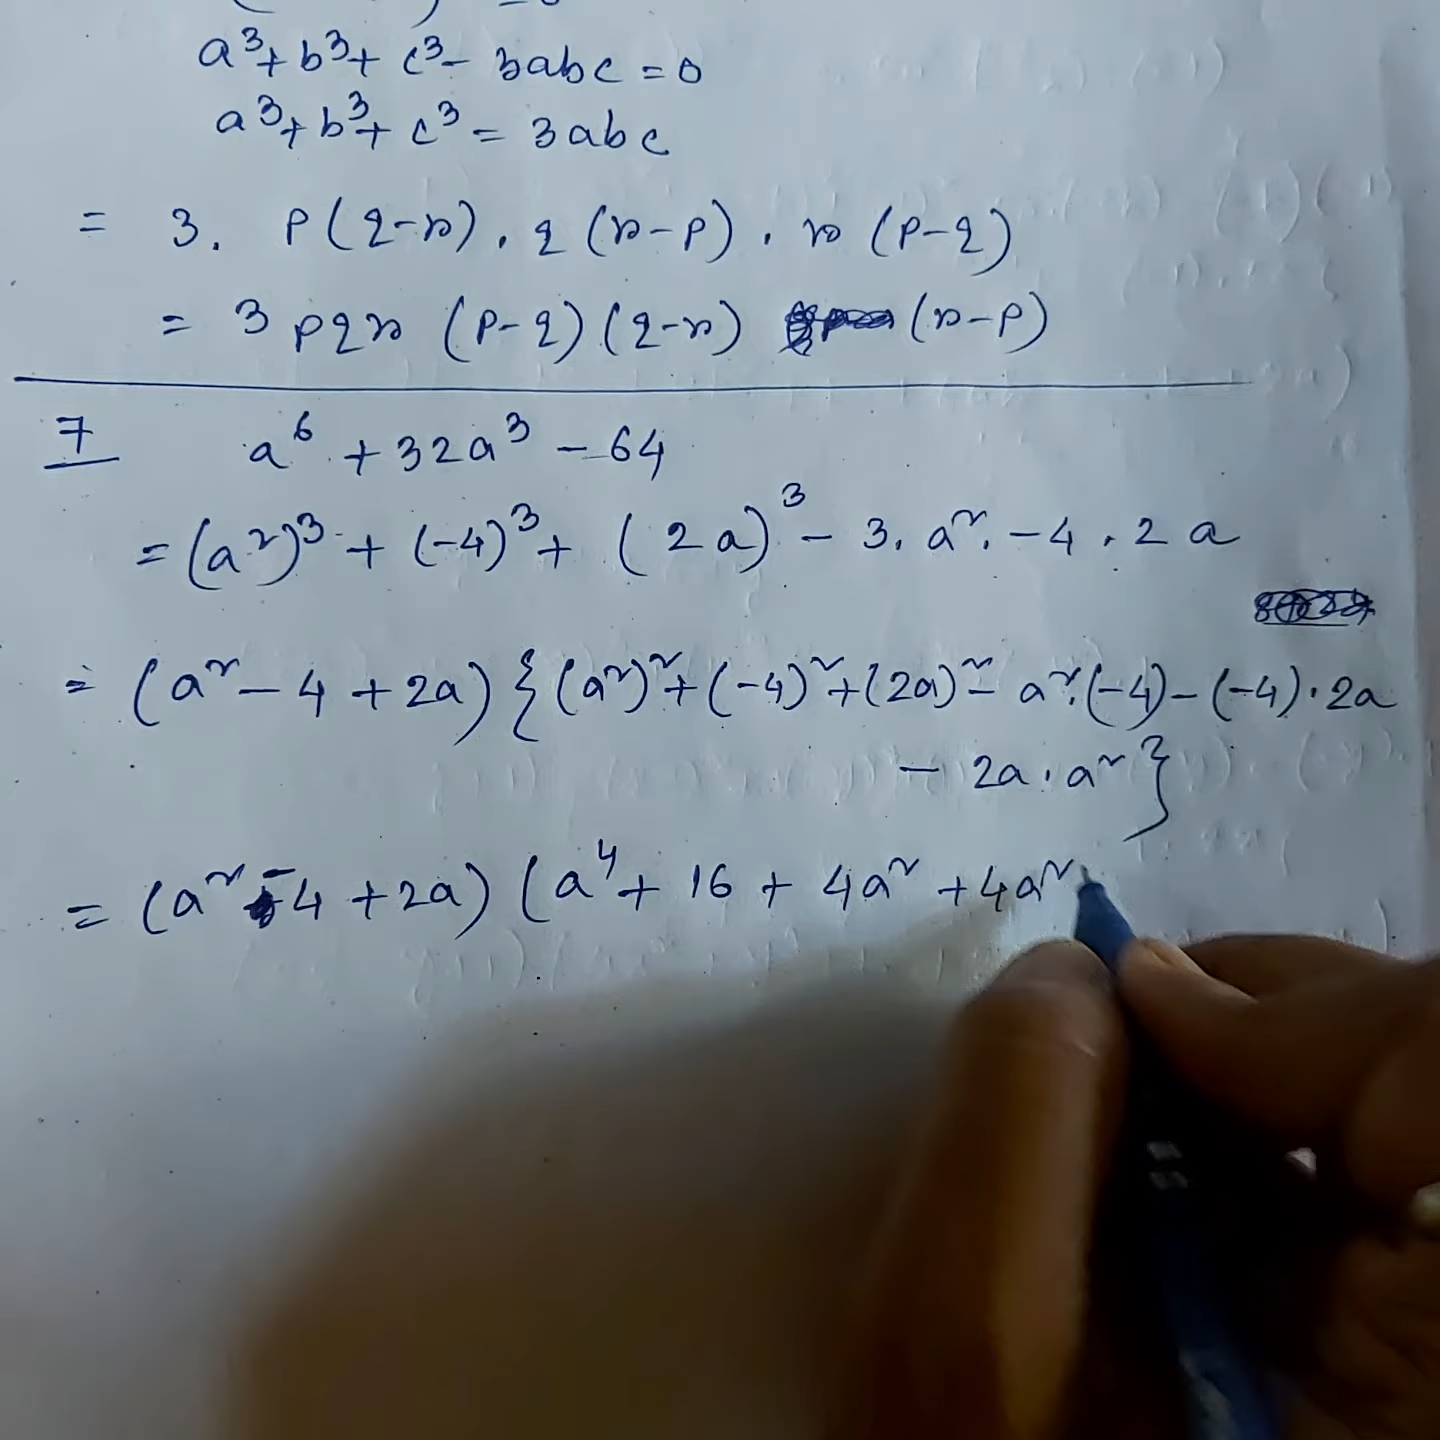 a³+b³+c³-3abc=0
a³+b³+c³=3abc
= 3. p(q-r).q(r-p).r(p-q)
= 3pqr(p-q)(q-r)(r-p)
7 a⁶+32a³-64
=(a²)³+(-4)³+(2a)³-3.a².-4.2a
= (a²-4+2a){(a²)²+(-4)²+(2a)²-a².(-4)-(-4).2a
-2a.a²}
=(a²-4+2a)(a⁴+16+4a²+4a²